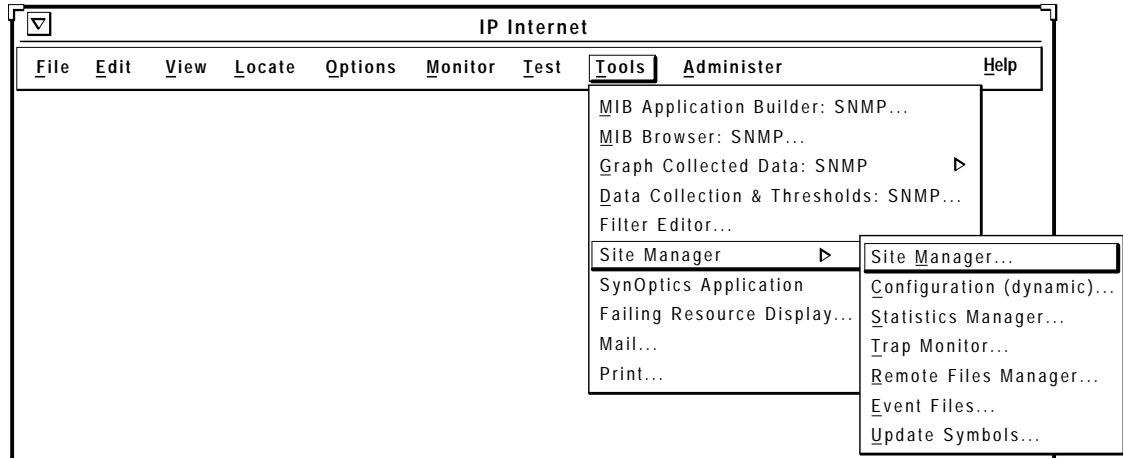 IP Internet
File Edit View Locate Options Monitor Test Tools Administer Help
MIB Application Builder: SNMP...
MIB Browser: SNMP...
Graph Collected Data: SNMP
Data Collection & Thresholds: SNMP...
Filter Editor...
Site Manager
SynOptics Application
Failing Resource Display...
Mail...
Print...
Site Manager...
Configuration (dynamic)...
Statistics Manager...
Trap Monitor...
Remote Files Manager...
Event Files...
Update Symbols...